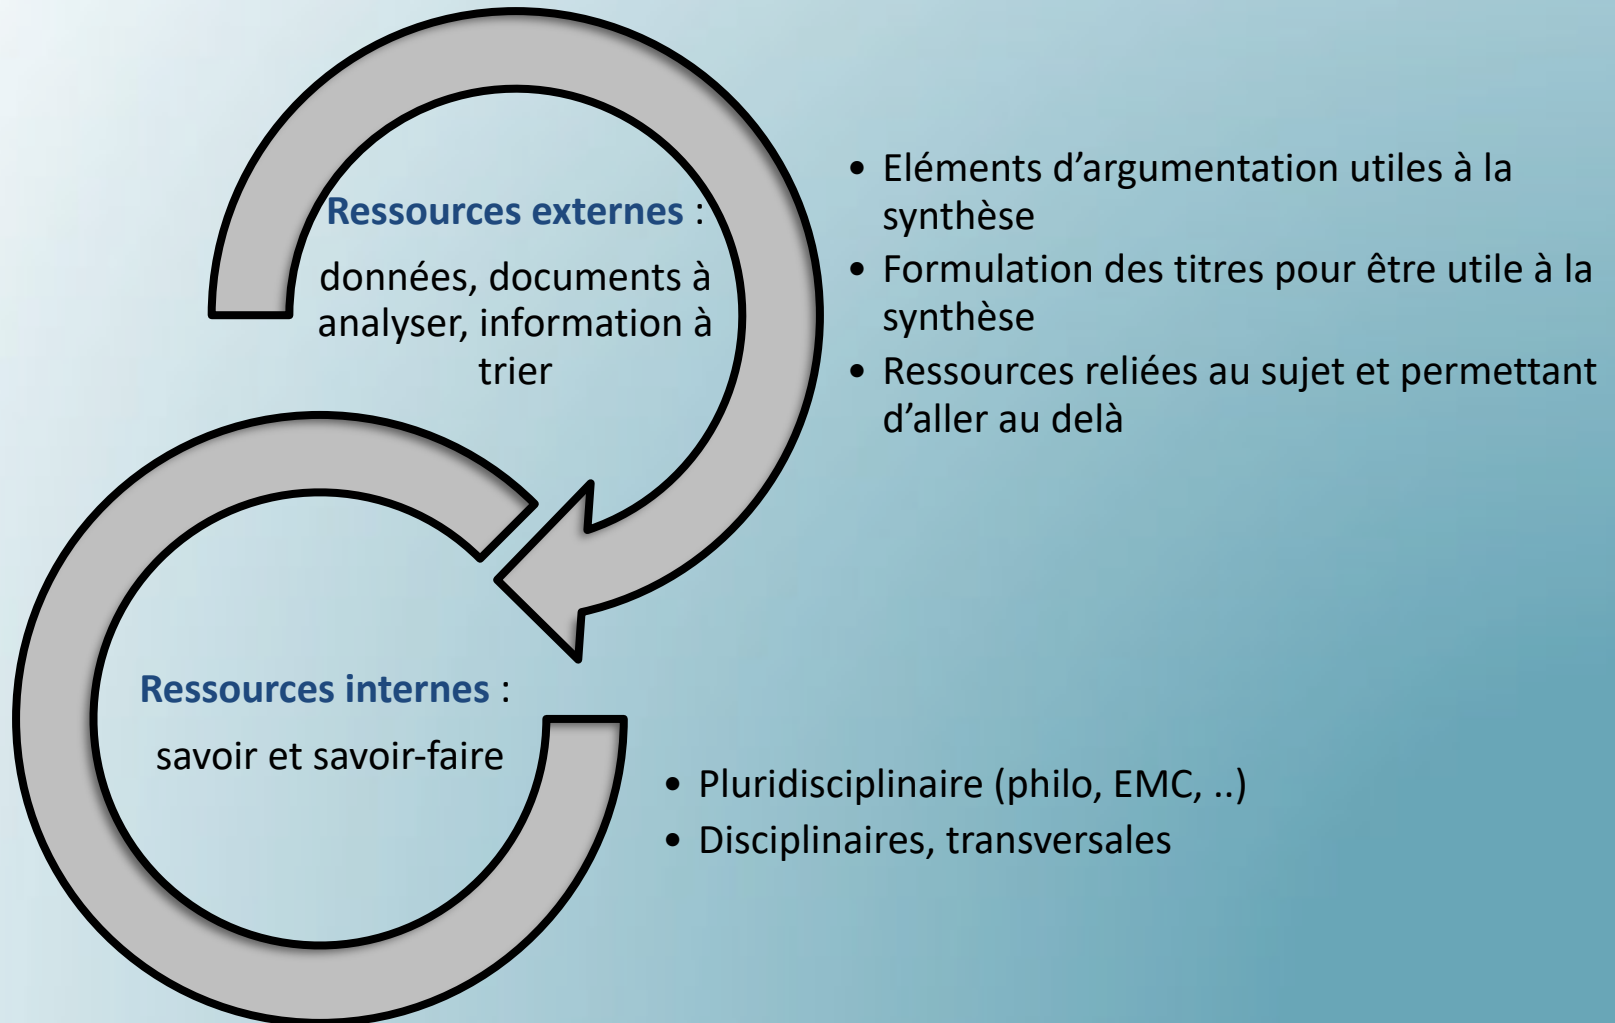 Ressources externes :
données, documents à
analyser, information à
trier
• Eléments d’argumentation utiles à la
synthèse
• Formulation des titres pour être utile à la
synthèse
• Ressources reliées au sujet et permettant
d’aller au delà
Ressources internes :
savoir et savoir-faire
• Pluridisciplinaire (philo, EMC, ..)
• Disciplinaires, transversales